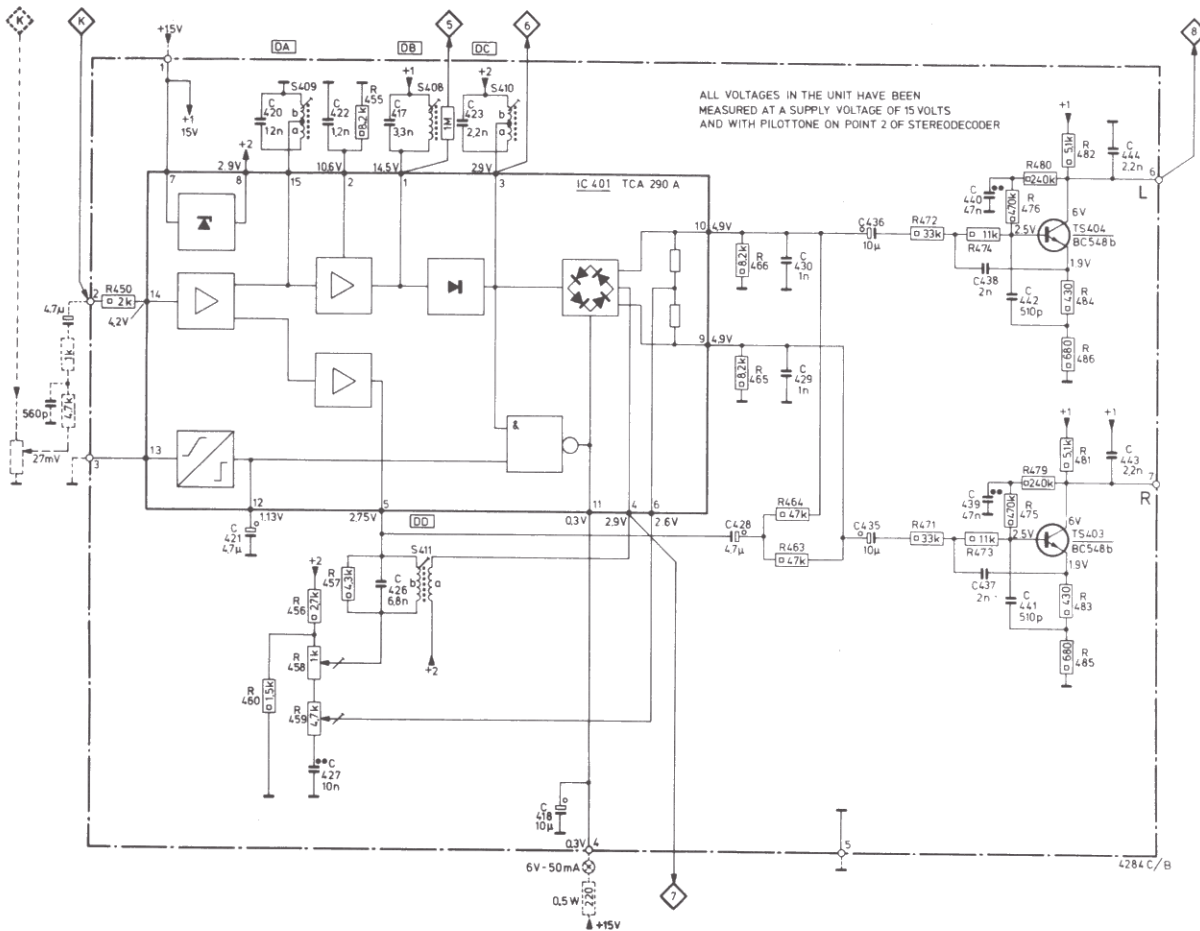 K
K
+15V
1
+1
15V
DA
DB
DC
5
6
8
S409
C
420
12n
b
a
C
422
1,2n
R
455
8,2k
+1
C
417
3,3n
S408
1M
+2
C
423
2,2n
S410
b
a
ALL VOLTAGES IN THE UNIT HAVE BEEN
MEASURED AT A SUPPLY VOLTAGE OF 15 VOLTS
AND WITH PILOTTONE ON POINT 2 OF STEREODECODER
+2
2.9V
10,6V
14,5V
2.9V
7
8
15
2
1
3
IC 401 TCA 290 A
+1
5,1k
R
482
C
444
2,2n
6
L
R480
240k
C
440
47n
470k
R
476
6V
TS404
BC548b
2.5V
1.9V
10
4,9V
C436
10µ
R472
33k
11k
R474
C438
2n
C
442
510p
430
R
484
680
R
486
8,2k
R
466
C
430
1n
2
R450
2k
14
4,2V
4.7µ
1k
560p
4,7k
27mV
3
13
9
4,9V
8,2k
R
465
C
429
1n
&
12
1.13V
5
2,75V
DD
11
0,3V
4
2.9V
6
2.6V
C
421
4.7µ
+1
5,1k
R
481
C
443
2,2n
7
R
R479
240k
C
439
47n
470k
R
475
6V
TS403
BC548b
2.5V
1.9V
R464
47k
C428
4,7µ
R463
47k
C435
10µ
R471
33k
11k
R473
C437
2n
C
441
510p
430
R
483
680
R
485
S411
b
a
R
457
4,3k
C
426
6,8n
+2
+2
R
456
2,7k
R
458
1k
R
460
1,5k
R
459
4,7k
C
427
10n
C
418
10µ
0.3V
4
6V-50mA
0,5W
220
+15V
7
5
4284 C/B